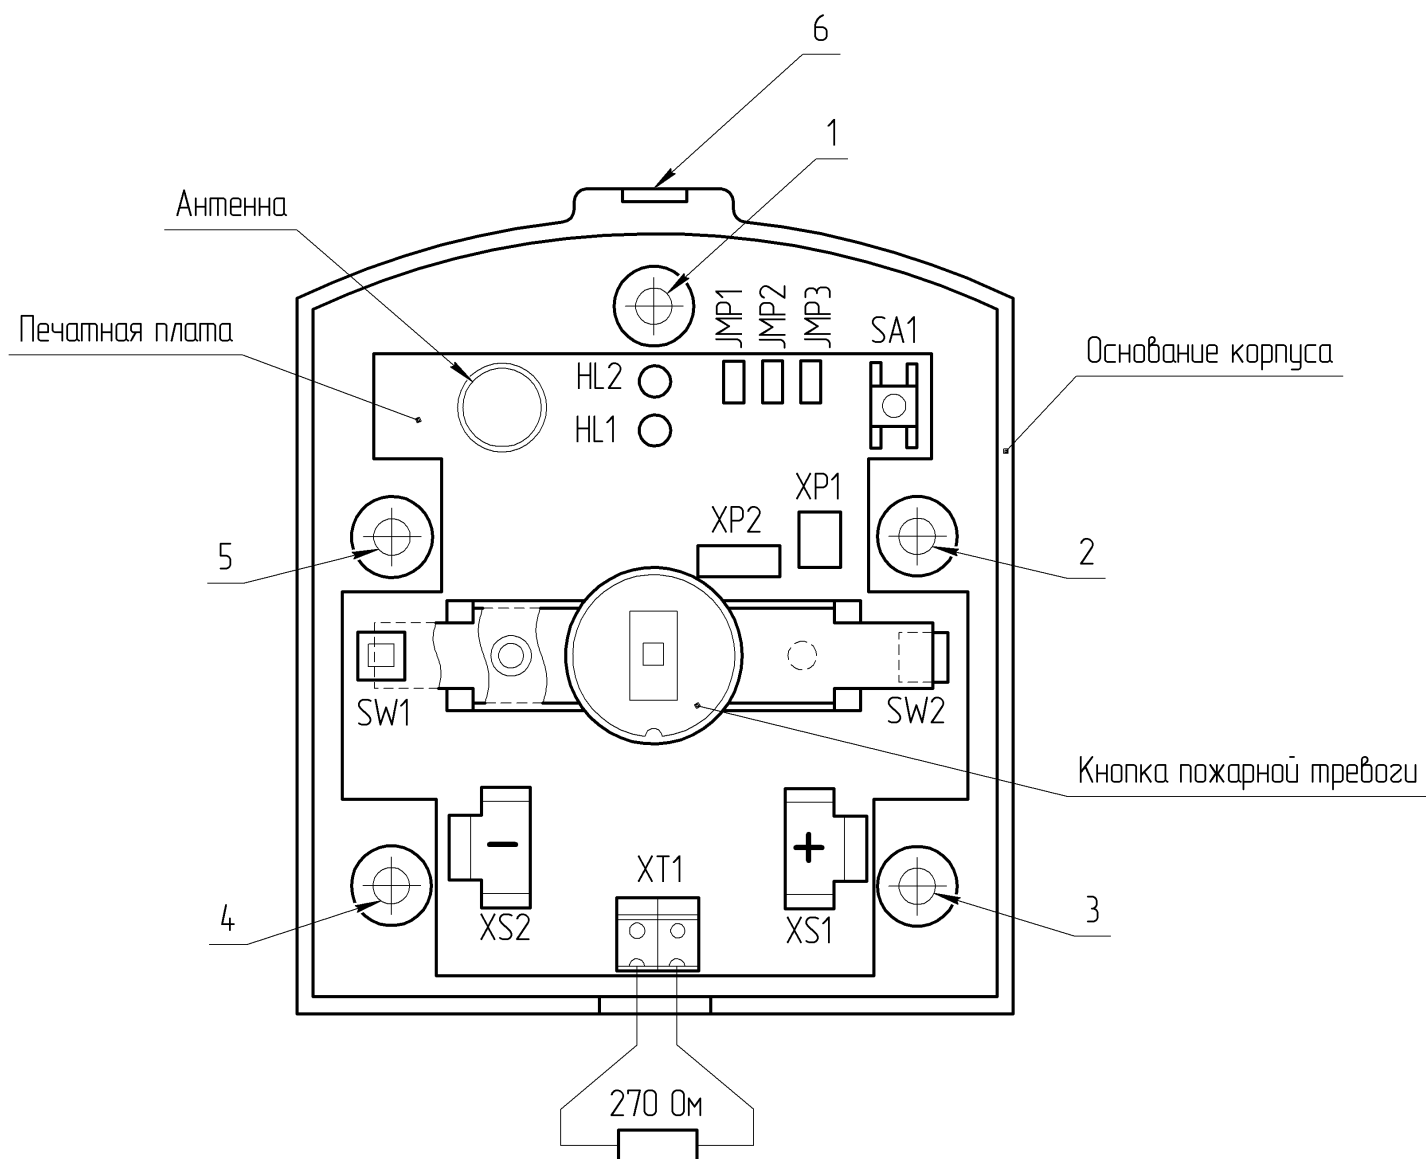 6
1
Антенна
JMP1
JMP2
JMP3
SA1
Печатная плата
Основание корпуса
HL2
HL1
XP1
XP2
5
2
SW1
SW2
Кнопка пожарной тревоги
−
+
XT1
4
XS2
XS1
3
270 Ом